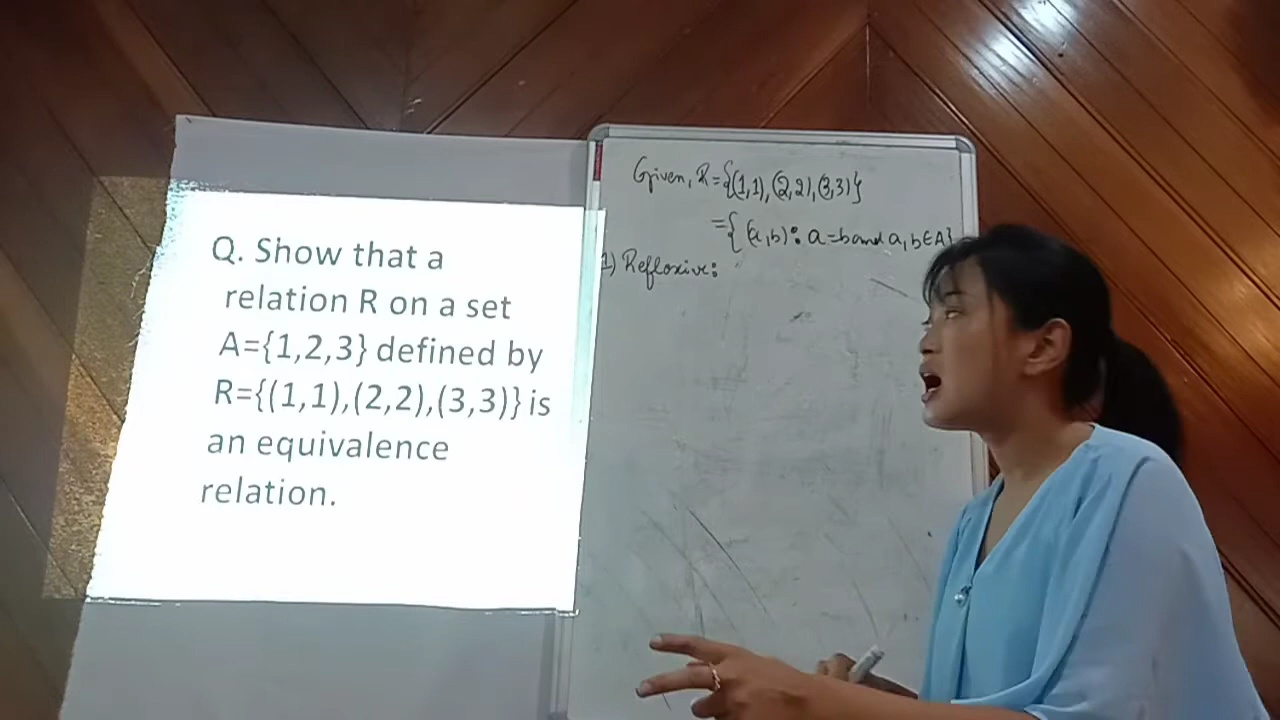 Q. Show that a
relation R on a set
A={1,2,3} defined by
R={(1,1),(2,2),(3,3)} is
an equivalence
relation.
Given, R={(1,1),(2,2),(3,3)}
={(a,b): a=b and a,b∈A}
1) Reflexive: